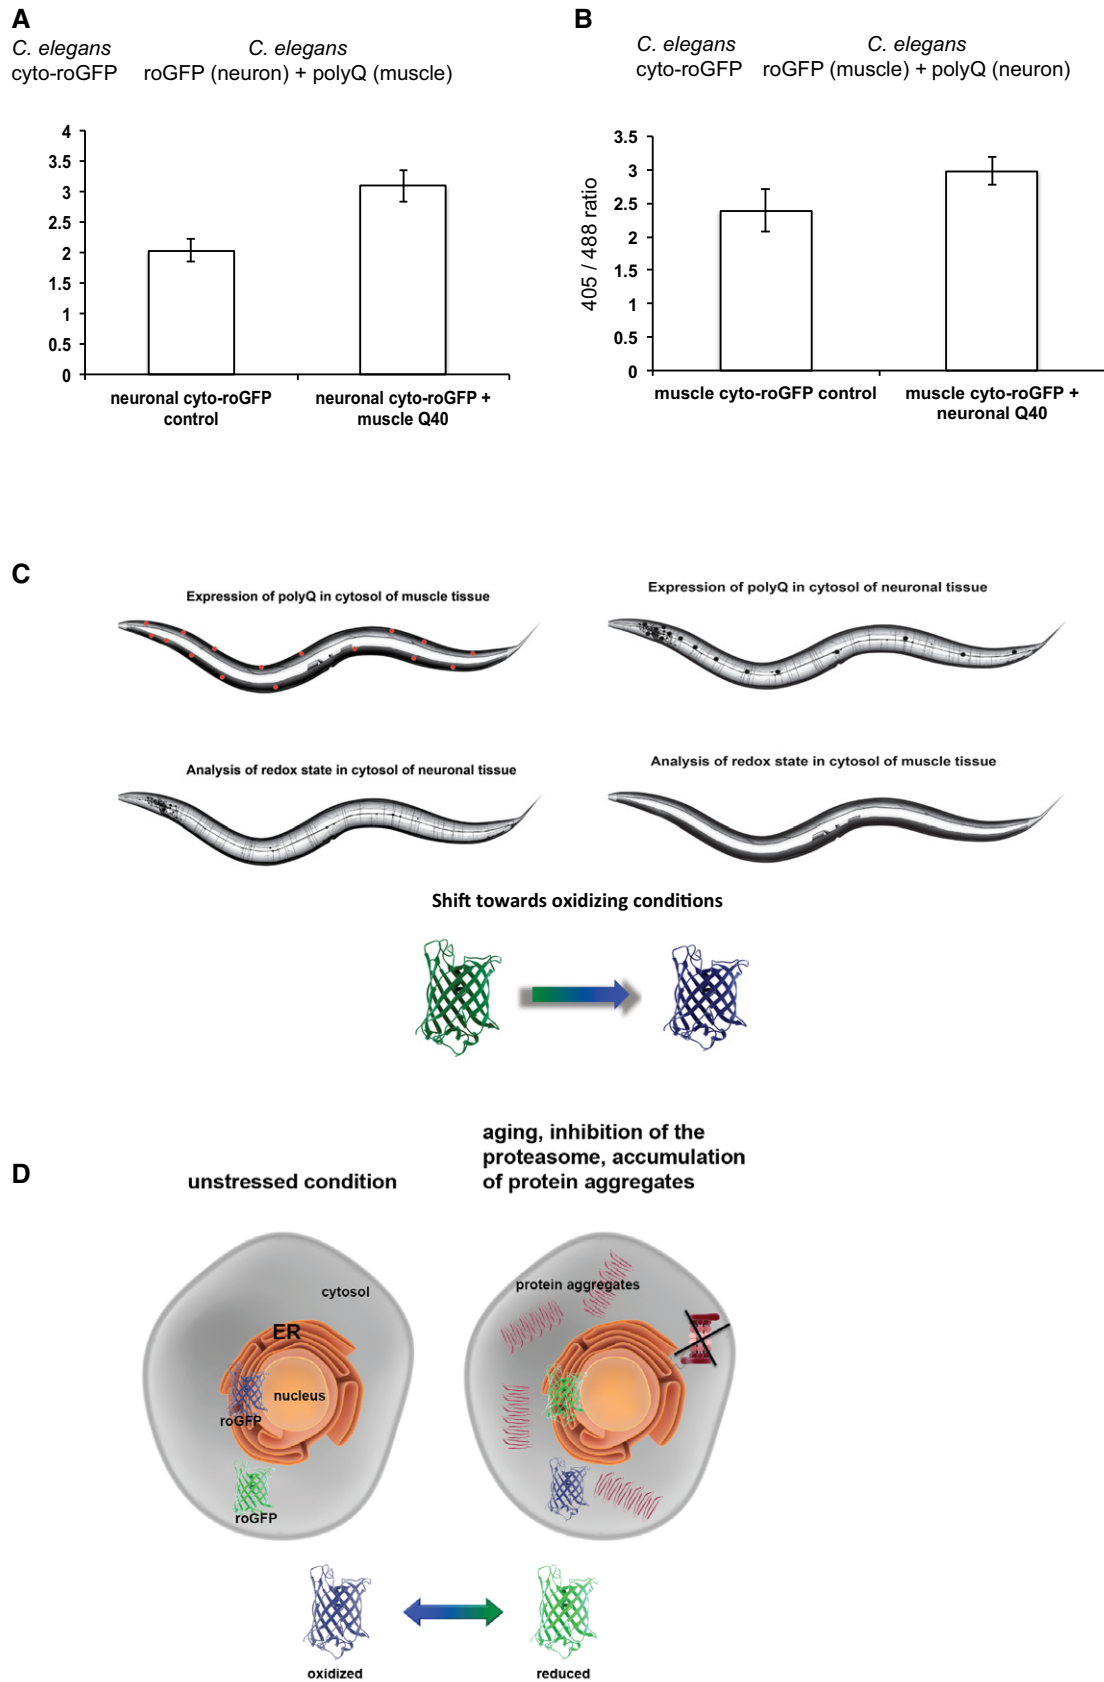 A
C. elegans
cyto-roGFP
C. elegans
roGFP (neuron) + polyQ (muscle)
4
3.5
3
2.5
2
1.5
1
0.5
0
neuronal cyto-roGFP
control
neuronal cyto-roGFP +
muscle Q40
B
C. elegans
cyto-roGFP
C. elegans
roGFP (muscle) + polyQ (neuron)
405 / 488 ratio
3.5
3
2.5
2
1.5
1
0.5
0
muscle cyto-roGFP control
muscle cyto-roGFP +
neuronal Q40
C
Expression of polyQ in cytosol of muscle tissue
Expression of polyQ in cytosol of neuronal tissue
Analysis of redox state in cytosol of neuronal tissue
Analysis of redox state in cytosol of muscle tissue
Shift towards oxidizing conditions
D
unstressed condition
aging, inhibition of the
proteasome, accumulation
of protein aggregates
cytosol
ER
nucleus
roGFP
roGFP
protein aggregates
oxidized
reduced